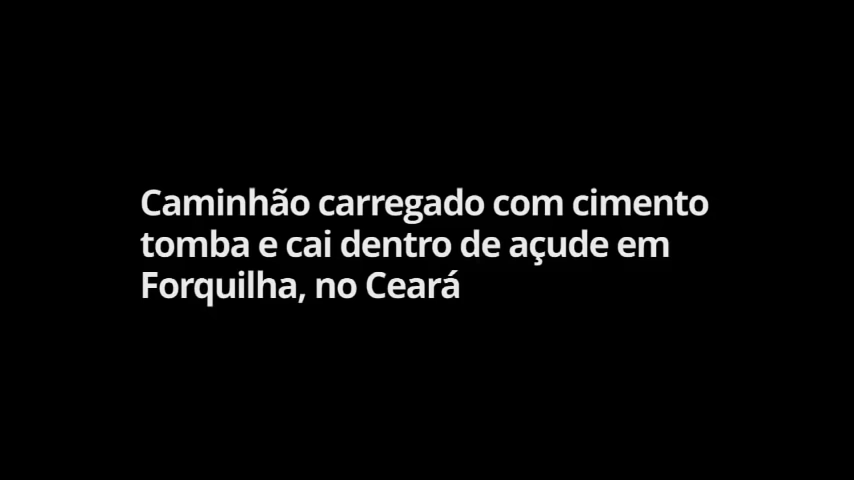 Caminhão carregado com cimento
tomba e cai dentro de açude em
Forquilha, no Ceará